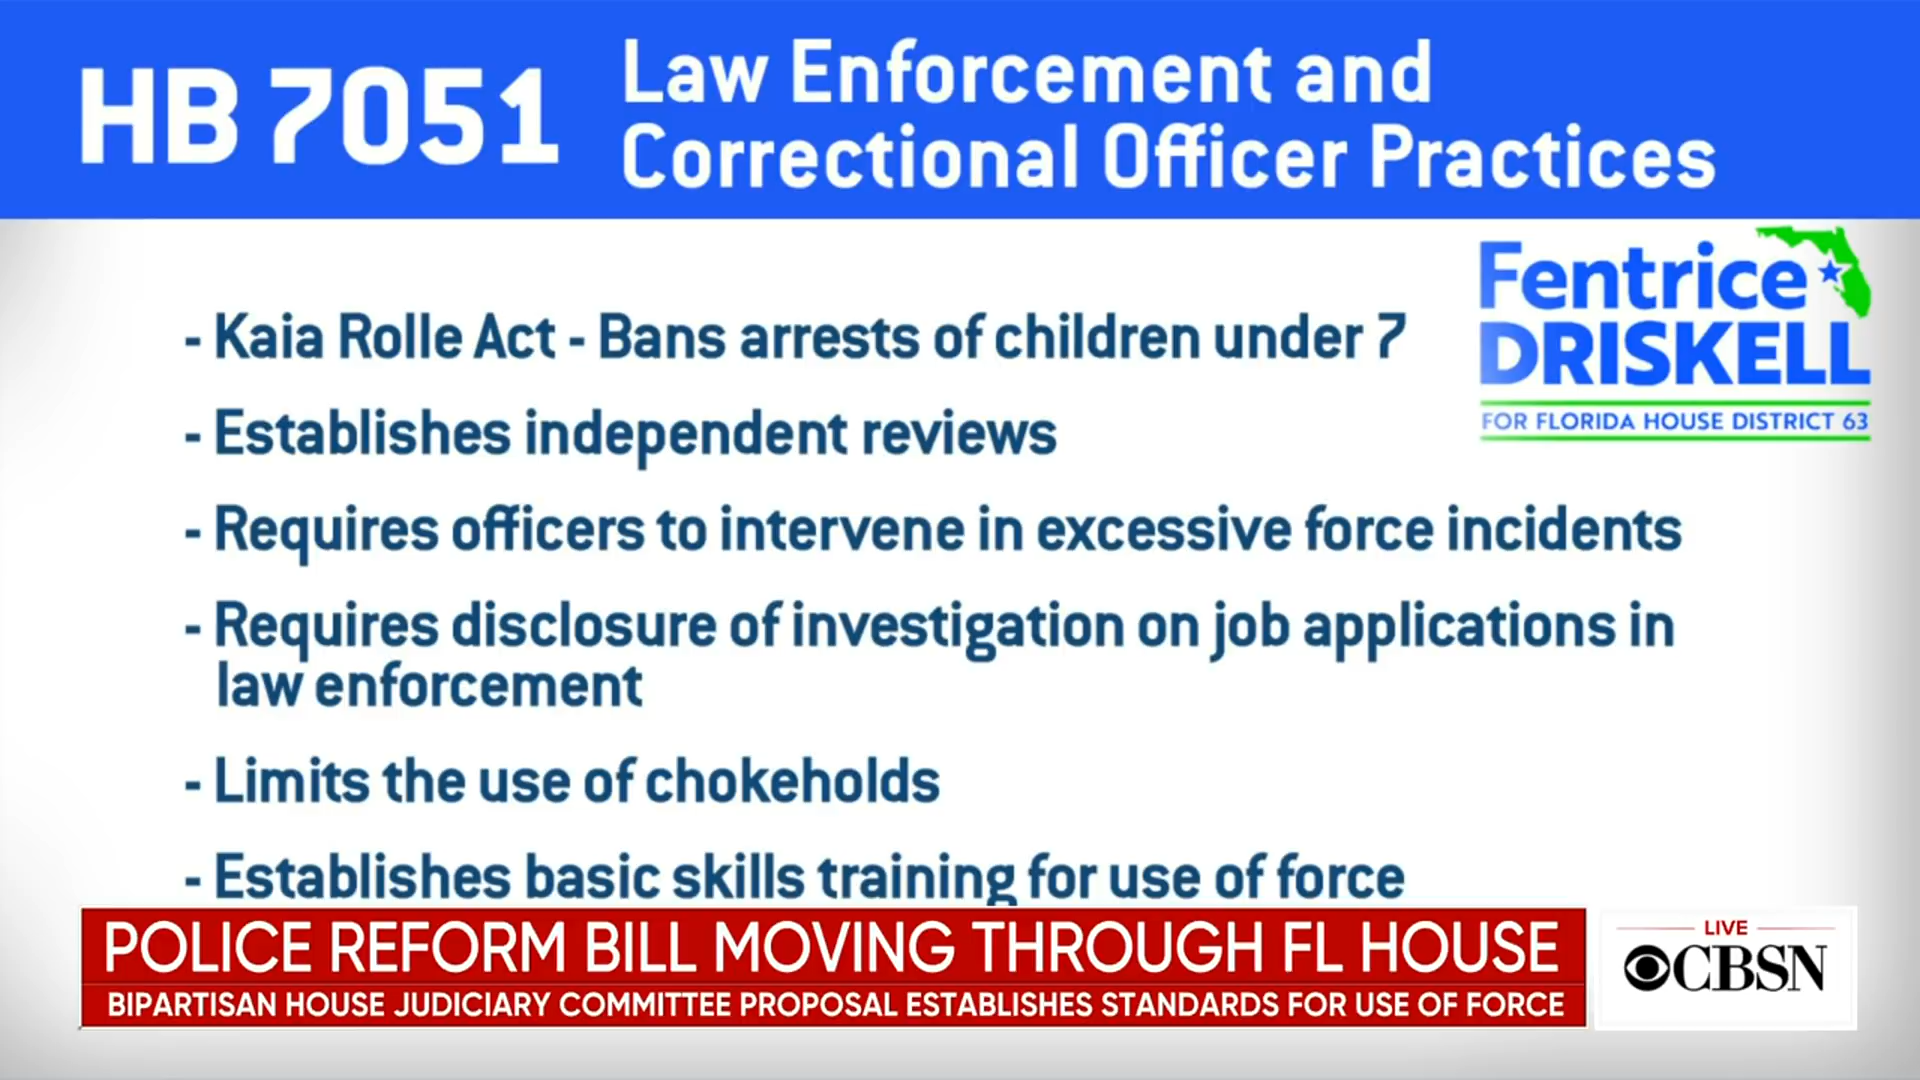 HB 7051
Law Enforcement and
Correctional Officer Practices
Fentrice
DRISKELL
FOR FLORIDA HOUSE DISTRICT 63
- Kaia Rolle Act - Bans arrests of children under 7
- Establishes independent reviews
- Requires officers to intervene in excessive force incidents
- Requires disclosure of investigation on job applications in
law enforcement
- Limits the use of chokeholds
- Establishes basic skills training for use of force
POLICE REFORM BILL MOVING THROUGH FL HOUSE
BIPARTISAN HOUSE JUDICIARY COMMITTEE PROPOSAL ESTABLISHES STANDARDS FOR USE OF FORCE
LIVE
CBSN